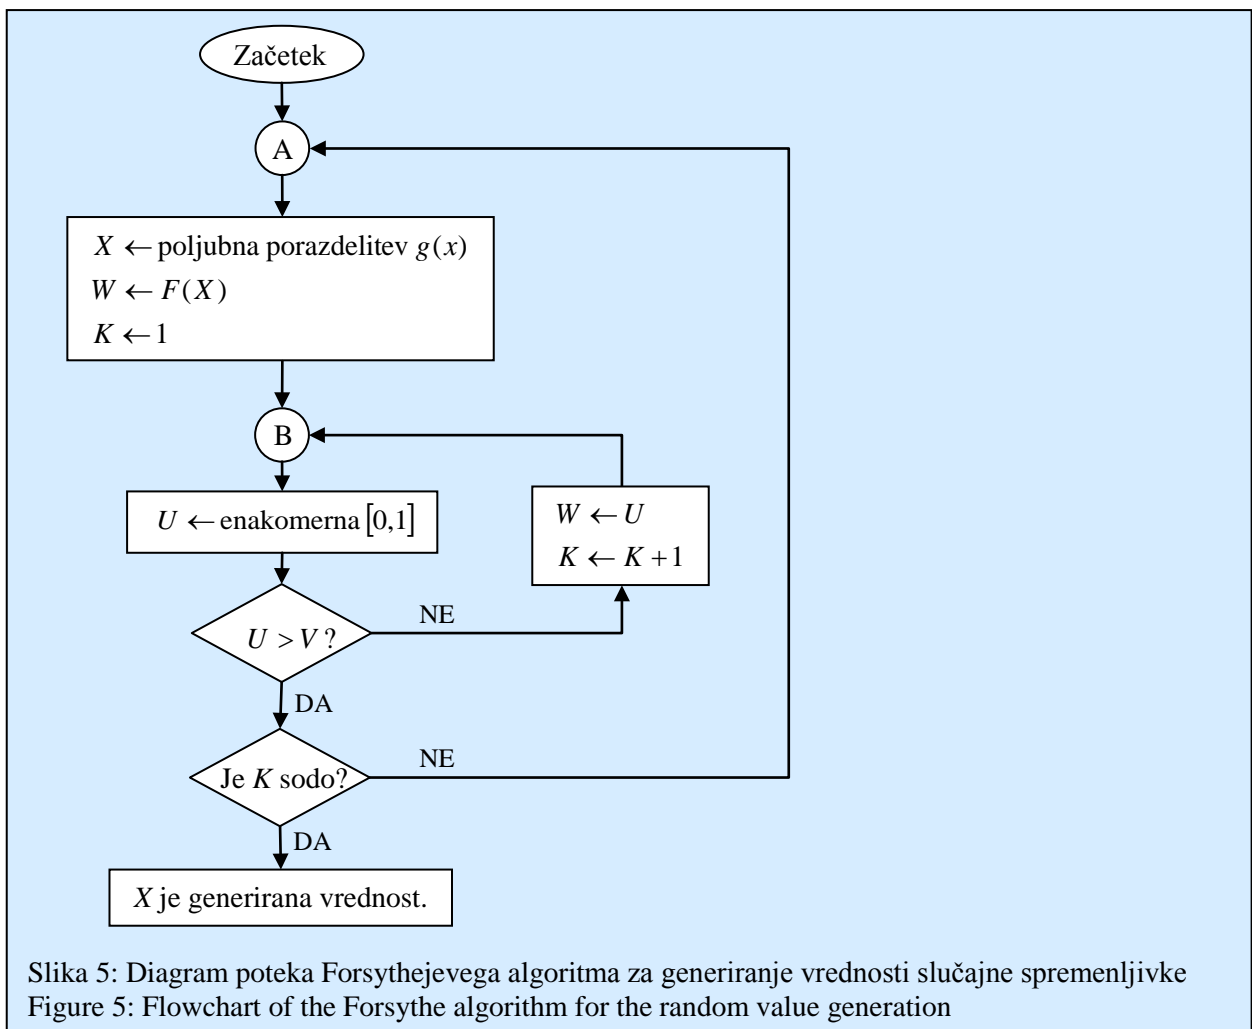 Začetek
A
X ← poljubna porazdelitev g(x)
W ← F(X)
K ← 1
B
U ← enakomerna [0,1]
W ← U
K ← K + 1
U > V ?
NE
DA
Je K sodo?
NE
DA
X je generirana vrednost.
Slika 5: Diagram poteka Forsythejevega algoritma za generiranje vrednosti slučajne spremenljivke
Figure 5: Flowchart of the Forsythe algorithm for the random value generation